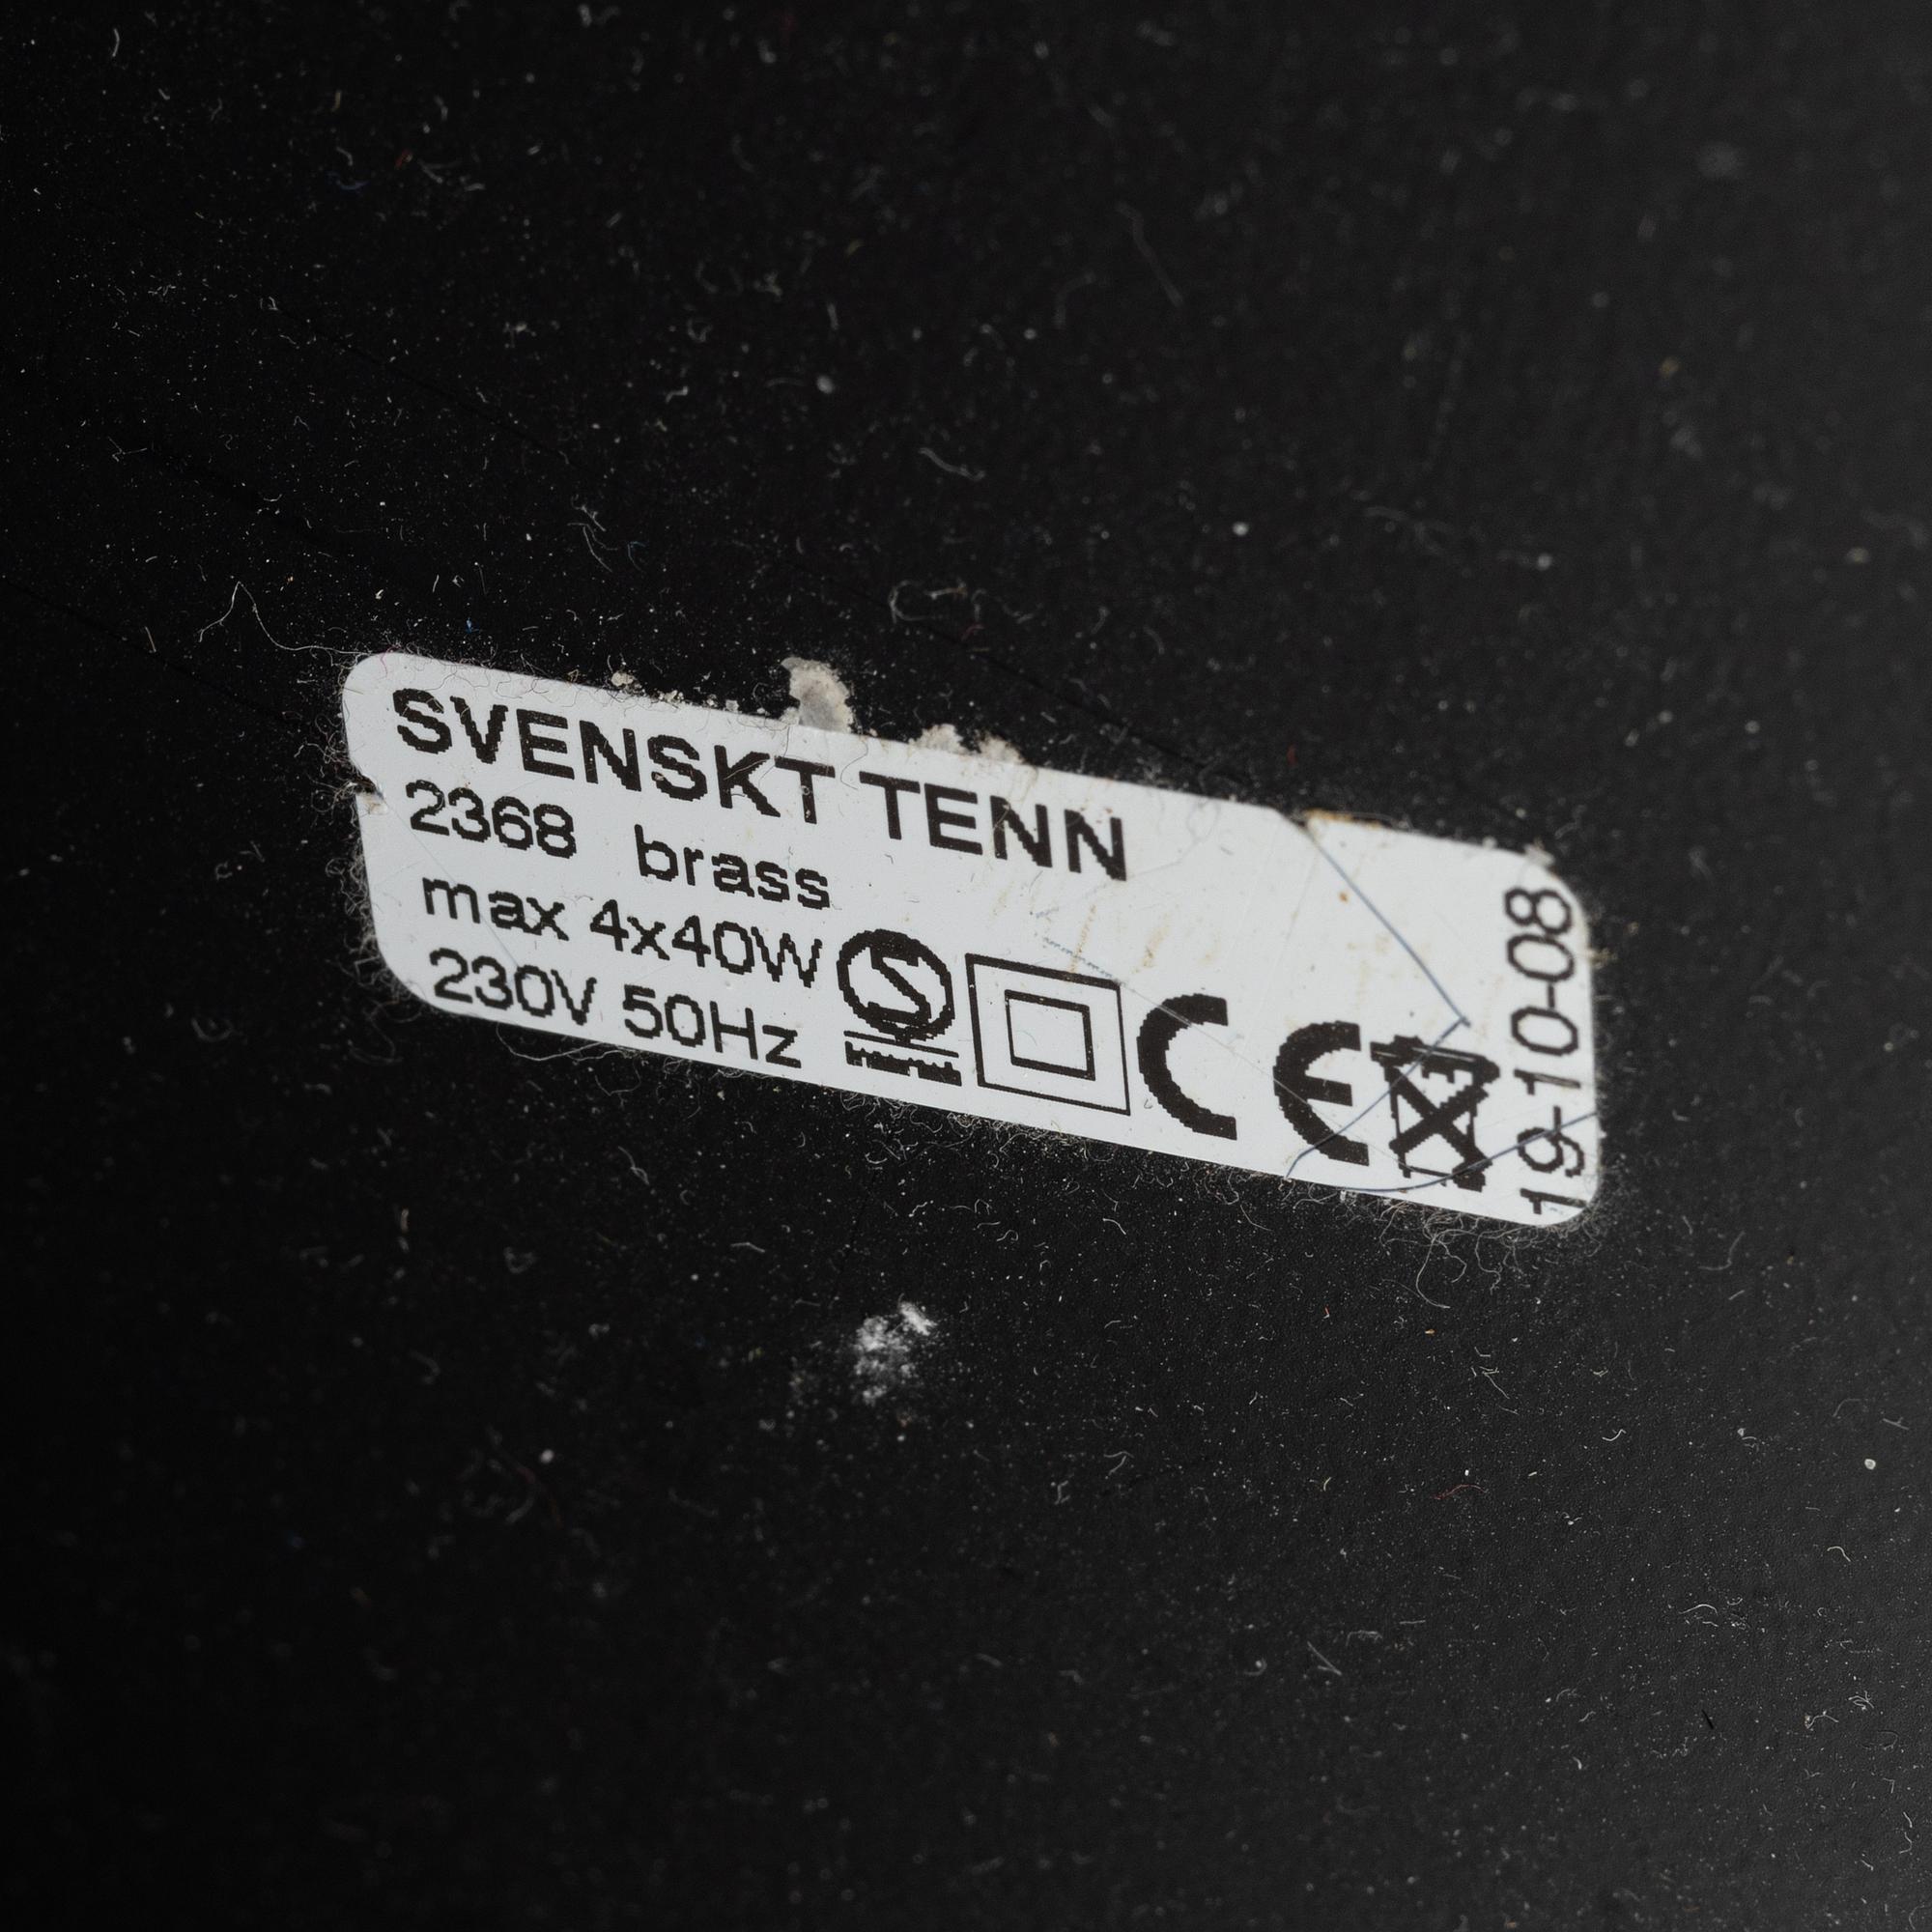 SVENSKT TENN
2368 brass
max 4x40W
230V 50Hz
S
CE
19-10-08